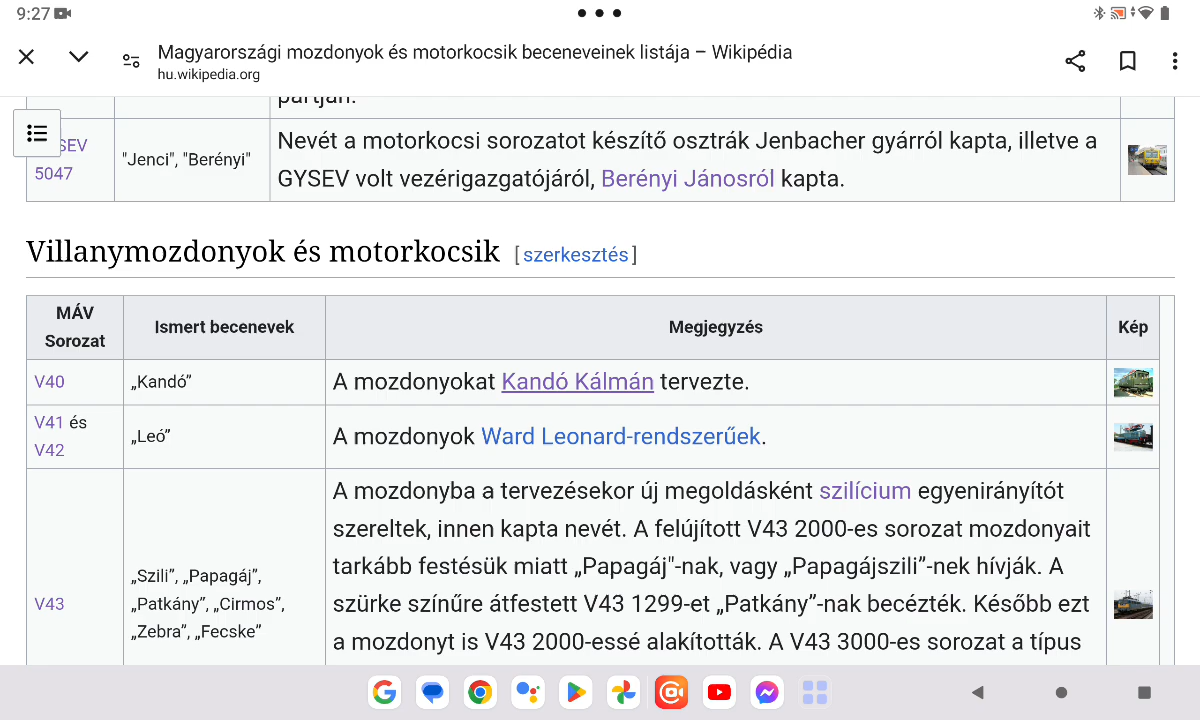 9:27
Magyarországi mozdonyok és motorkocsik beceneveinek listája – Wikipédia
hu.wikipedia.org
pártján.
SEV
5047
"Jenci", "Berényi"
Nevét a motorkocsi sorozatot készítő osztrák Jenbacher gyárról kapta, illetve a
GYSEV volt vezérigazgatójáról, Berényi Jánosról kapta.
Villanymozdonyok és motorkocsik [szerkesztés]
MÁV
Sorozat
Ismert becenevek
Megjegyzés
Kép
V40
„Kandó”
A mozdonyokat Kandó Kálmán tervezte.
V41 és
V42
„Leó”
A mozdonyok Ward Leonard-rendszerűek.
V43
„Szili”, „Papagáj”,
„Patkány”, „Cirmos”,
„Zebra”, „Fecske”
A mozdonyba a tervezésekor új megoldásként szilícium egyenirányítót
szereltek, innen kapta nevét. A felújított V43 2000-es sorozat mozdonyait
tarkább festésük miatt „Papagáj"-nak, vagy „Papagájszili”-nek hívják. A
szürke színűre átfestett V43 1299-et „Patkány”-nak becézték. Később ezt
a mozdonyt is V43 2000-essé alakították. A V43 3000-es sorozat a típus